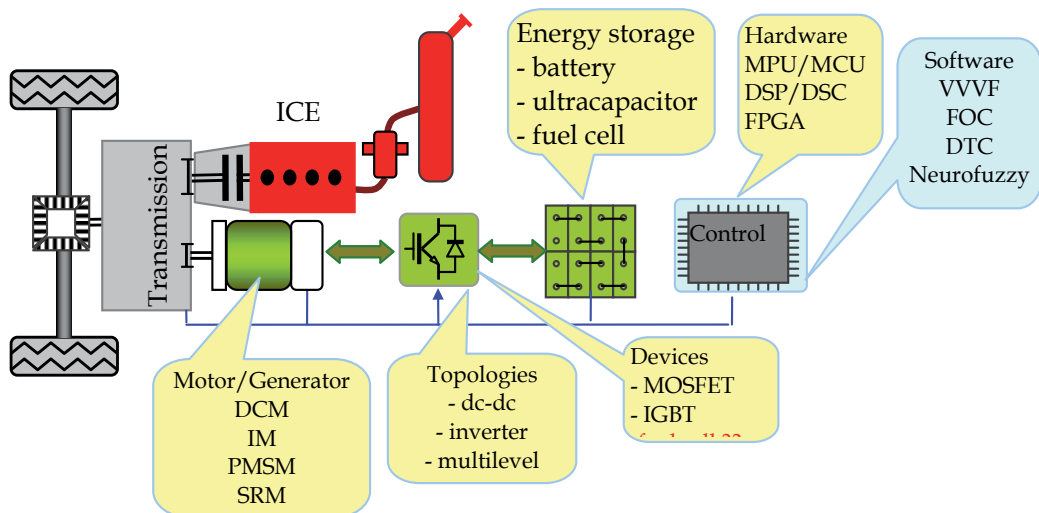 Energy storage
- battery
- ultracapacitor
- fuel cell
Hardware
MPU/MCU
DSP/DSC
FPGA
Software
VVVF
FOC
DTC
Neurofuzzy
ICE
Transmission
Control
Motor/Generator
DCM
IM
PMSM
SRM
Topologies
- dc-dc
- inverter
- multilevel
Devices
- MOSFET
- IGBT